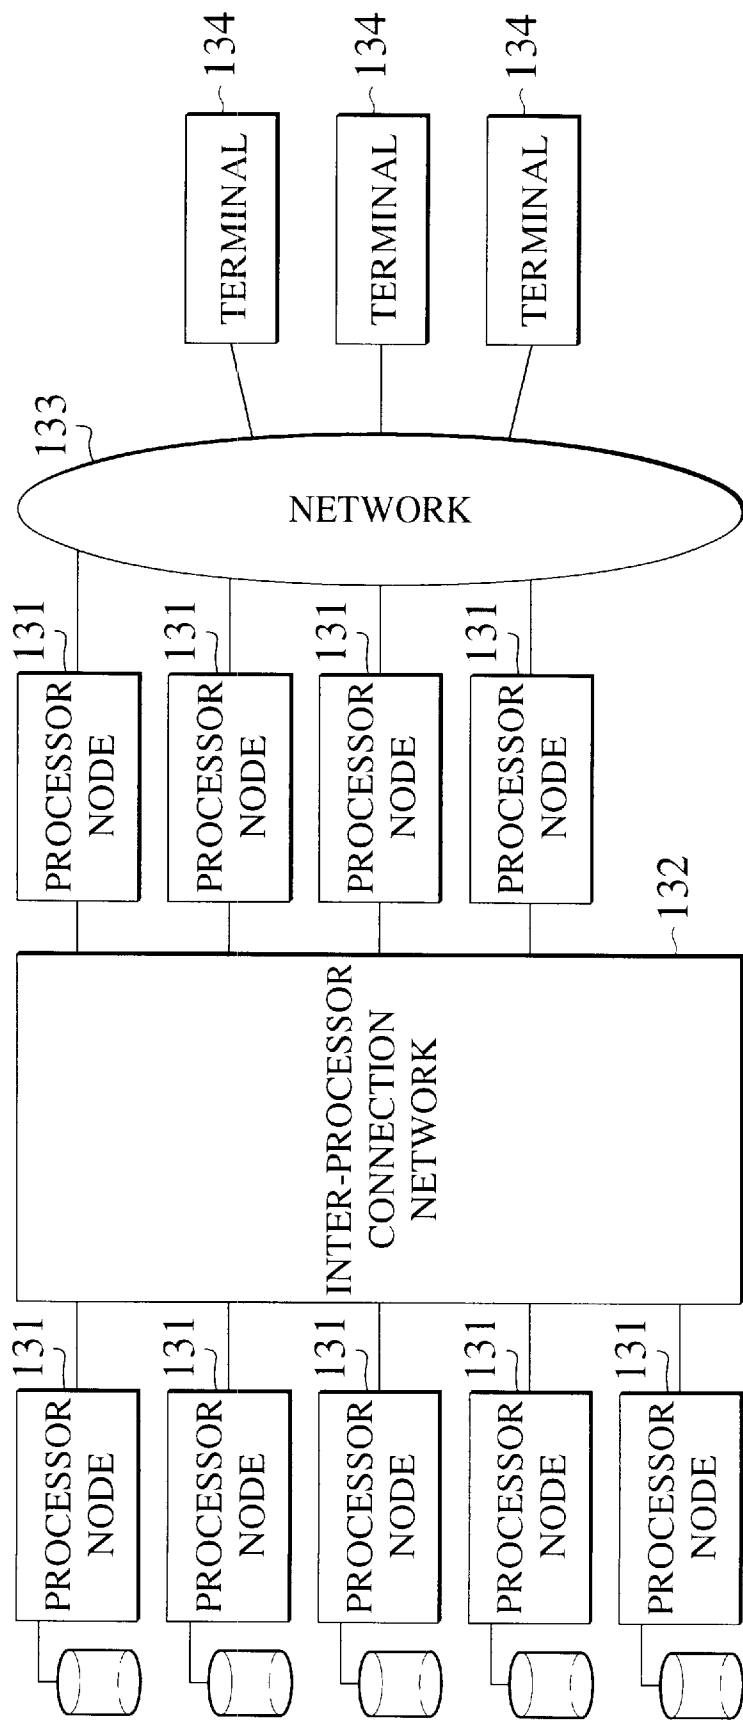 134
134
134
TERMINAL
TERMINAL
TERMINAL
133
NETWORK
131
131
131
131
PROCESSOR
NODE
PROCESSOR
NODE
PROCESSOR
NODE
PROCESSOR
NODE
132
INTER-PROCESSOR
CONNECTION
NETWORK
131
131
131
131
131
PROCESSOR
NODE
PROCESSOR
NODE
PROCESSOR
NODE
PROCESSOR
NODE
PROCESSOR
NODE